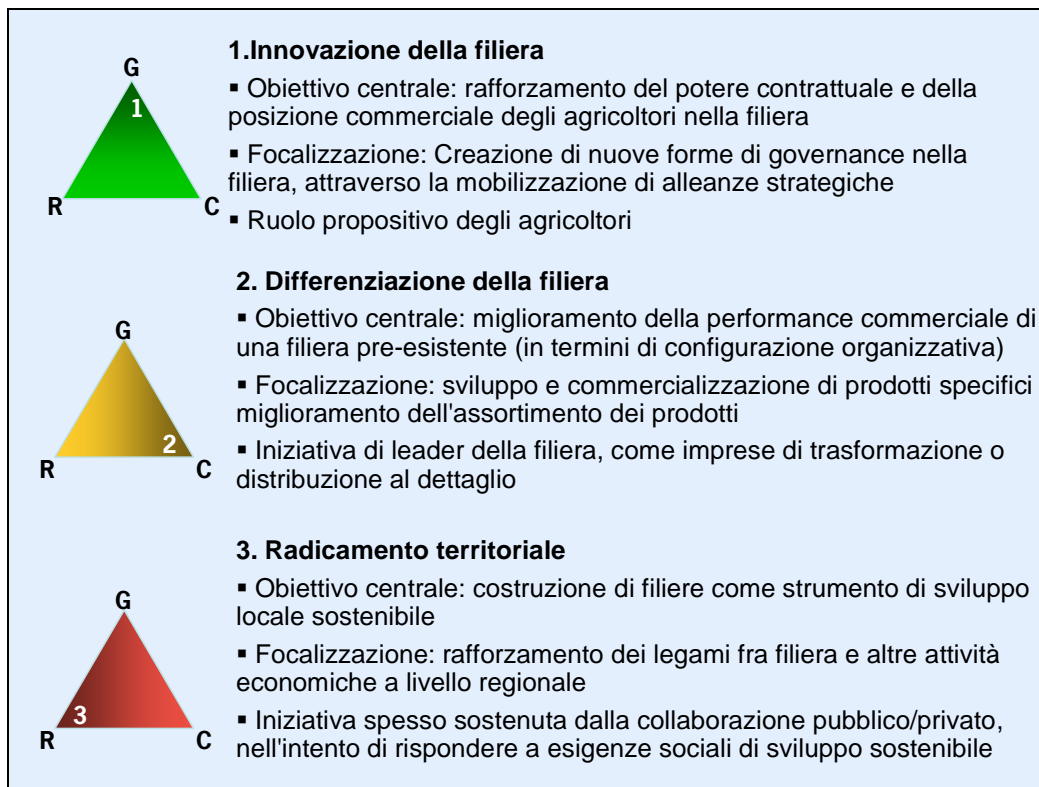 1.Innovazione della filiera
G
1
R
C
▪ Obiettivo centrale: rafforzamento del potere contrattuale e della
posizione commerciale degli agricoltori nella filiera
▪ Focalizzazione: Creazione di nuove forme di governance nella
filiera, attraverso la mobilizzazione di alleanze strategiche
▪ Ruolo propositivo degli agricoltori
2. Differenziazione della filiera
G
2
R
C
▪ Obiettivo centrale: miglioramento della performance commerciale di
una filiera pre-esistente (in termini di configurazione organizzativa)
▪ Focalizzazione: sviluppo e commercializzazione di prodotti specifici
miglioramento dell'assortimento dei prodotti
▪ Iniziativa di leader della filiera, come imprese di trasformazione o
distribuzione al dettaglio
3. Radicamento territoriale
G
3
R
C
▪ Obiettivo centrale: costruzione di filiere come strumento di sviluppo
locale sostenibile
▪ Focalizzazione: rafforzamento dei legami fra filiera e altre attività
economiche a livello regionale
▪ Iniziativa spesso sostenuta dalla collaborazione pubblico/privato,
nell'intento di rispondere a esigenze sociali di sviluppo sostenibile